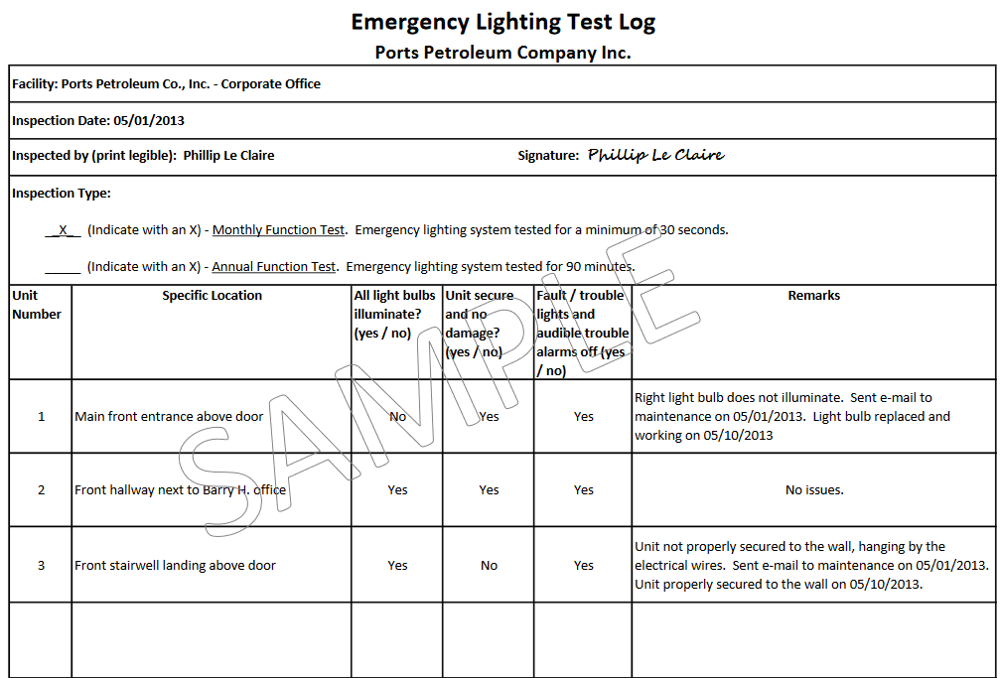 Emergency Lighting Test Log
Ports Petroleum Company Inc.
Facility: Ports Petroleum Co., Inc. - Corporate Office
Inspection Date: 05/01/2013
Inspected by (print legible): Phillip Le Claire Signature: Phillip Le Claire
Inspection Type:
__X__ (Indicate with an X) - Monthly Function Test. Emergency lighting system tested for a minimum of 30 seconds.
_____ (Indicate with an X) - Annual Function Test. Emergency lighting system tested for 90 minutes.
Unit
Number
Specific Location
All light bulbs
illuminate?
(yes / no)
Unit secure
and no
damage?
(yes / no)
Fault / trouble
lights and
audible trouble
alarms off (yes
/ no)
Remarks
1
Main front entrance above door
No
Yes
Yes
Right light bulb does not illuminate. Sent e-mail to
maintenance on 05/01/2013. Light bulb replaced and
working on 05/10/2013
2
Front hallway next to Barry H. office
Yes
Yes
Yes
No issues.
3
Front stairwell landing above door
Yes
No
Yes
Unit not properly secured to the wall, hanging by the
electrical wires. Sent e-mail to maintenance on 05/01/2013.
Unit properly secured to the wall on 05/10/2013.
SAMPLE